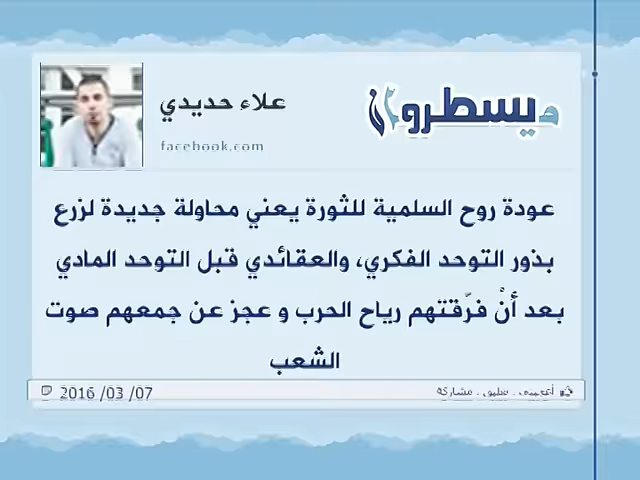 علاء حديدي
يسطرون
facebook.com
عودة روح السلمية للثورة يعني محاولة جديدة لزرع
بذور التوحد الفكري، والعقائدي قبل التوحد المادي
بعد أنْ فرّقتهم رياح الحرب و عجز عن جمعهم صوت
الشعب
2016 /03 /07
أعجبني . تعليق . مشاركة